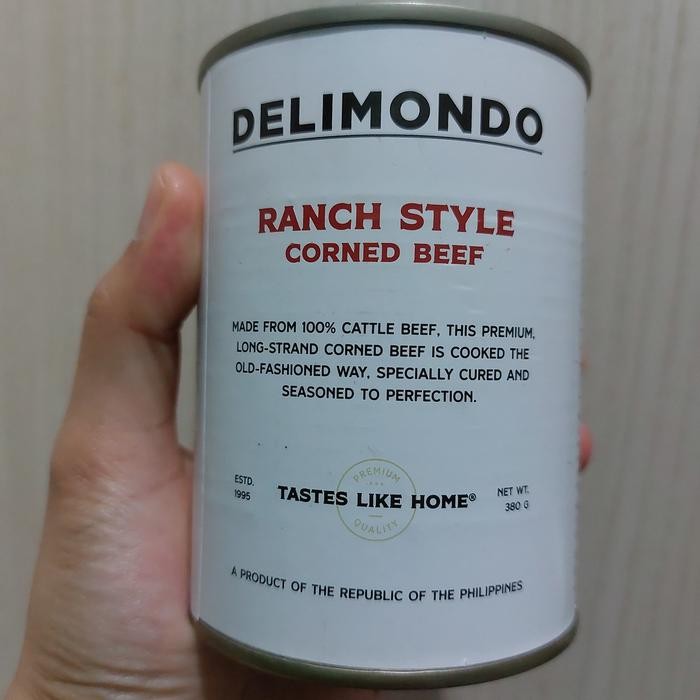 DELIMONDO
RANCH STYLE
CORNED BEEF
MADE FROM 100% CATTLE BEEF, THIS PREMIUM,
LONG-STRAND CORNED BEEF IS COOKED THE
OLD-FASHIONED WAY, SPECIALLY CURED AND
SEASONED TO PERFECTION.
PREMIUM
ESTD. 1995
TASTES LIKE HOME®
NET WT. 380 G
QUALITY
A PRODUCT OF THE REPUBLIC OF THE PHILIPPINES